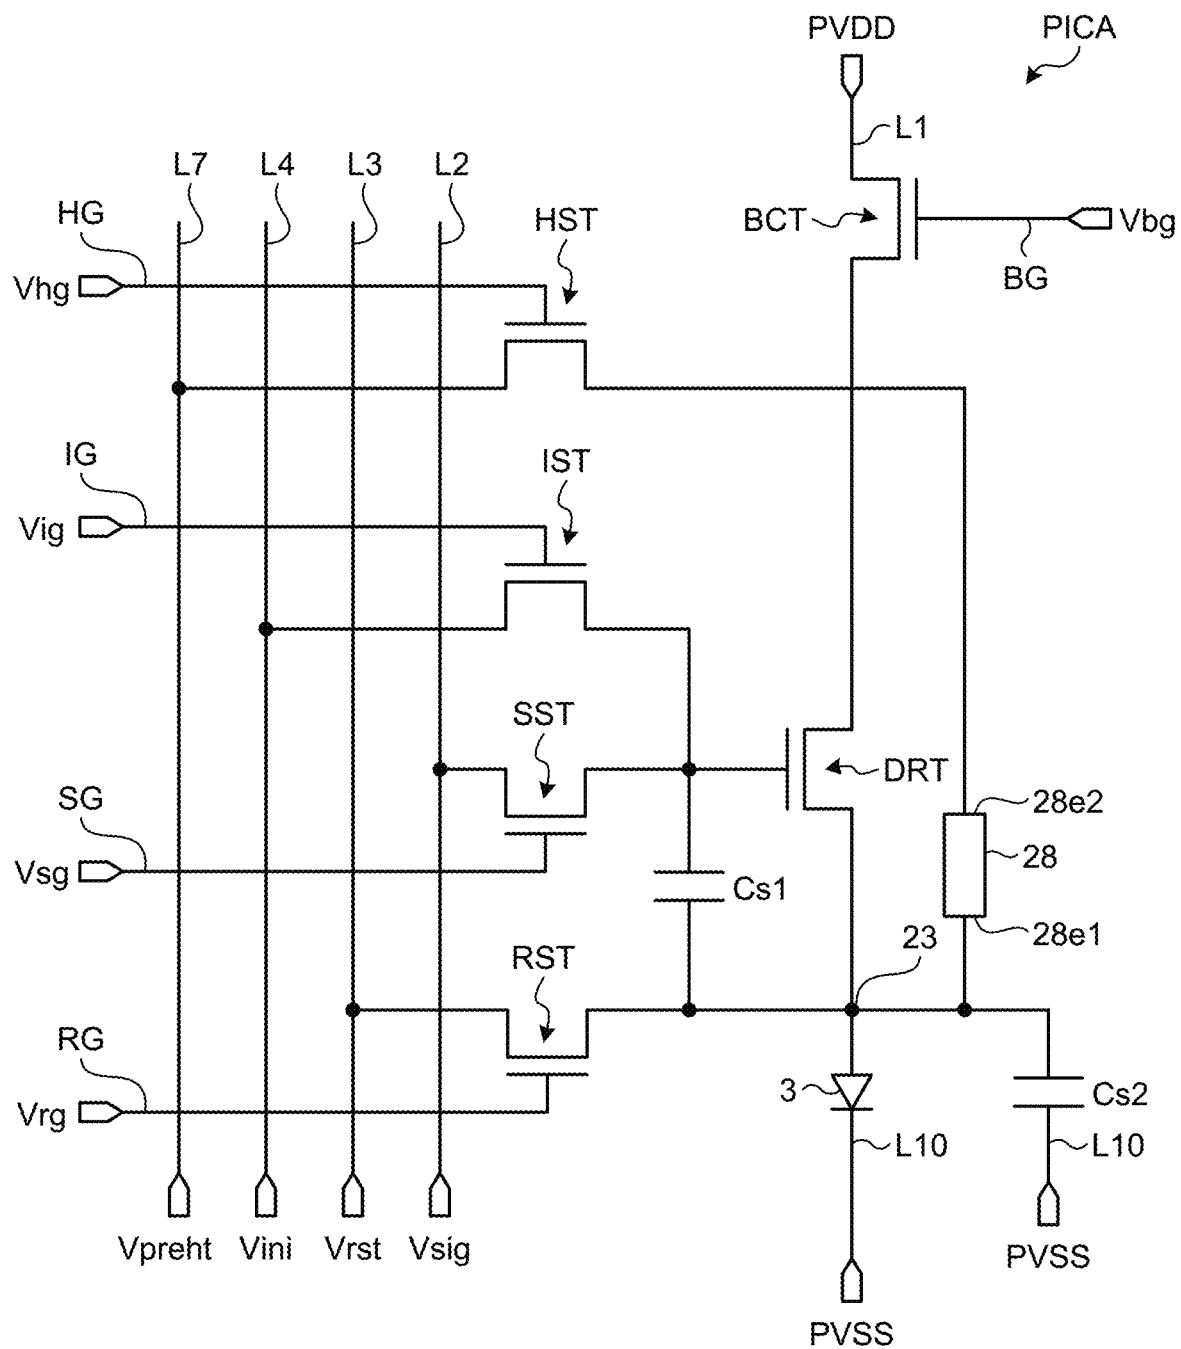 PVDD
PICA
L1
L7
L4
L3
L2
HG
HST
BCT
Vbg
Vhg
BG
IG
IST
Vig
SST
DRT
SG
28e2
Vsg
28
Cs1
28e1
23
RST
RG
3
Cs2
Vrg
L10
L10
Vpreht
Vini
Vrst
Vsig
PVSS
PVSS